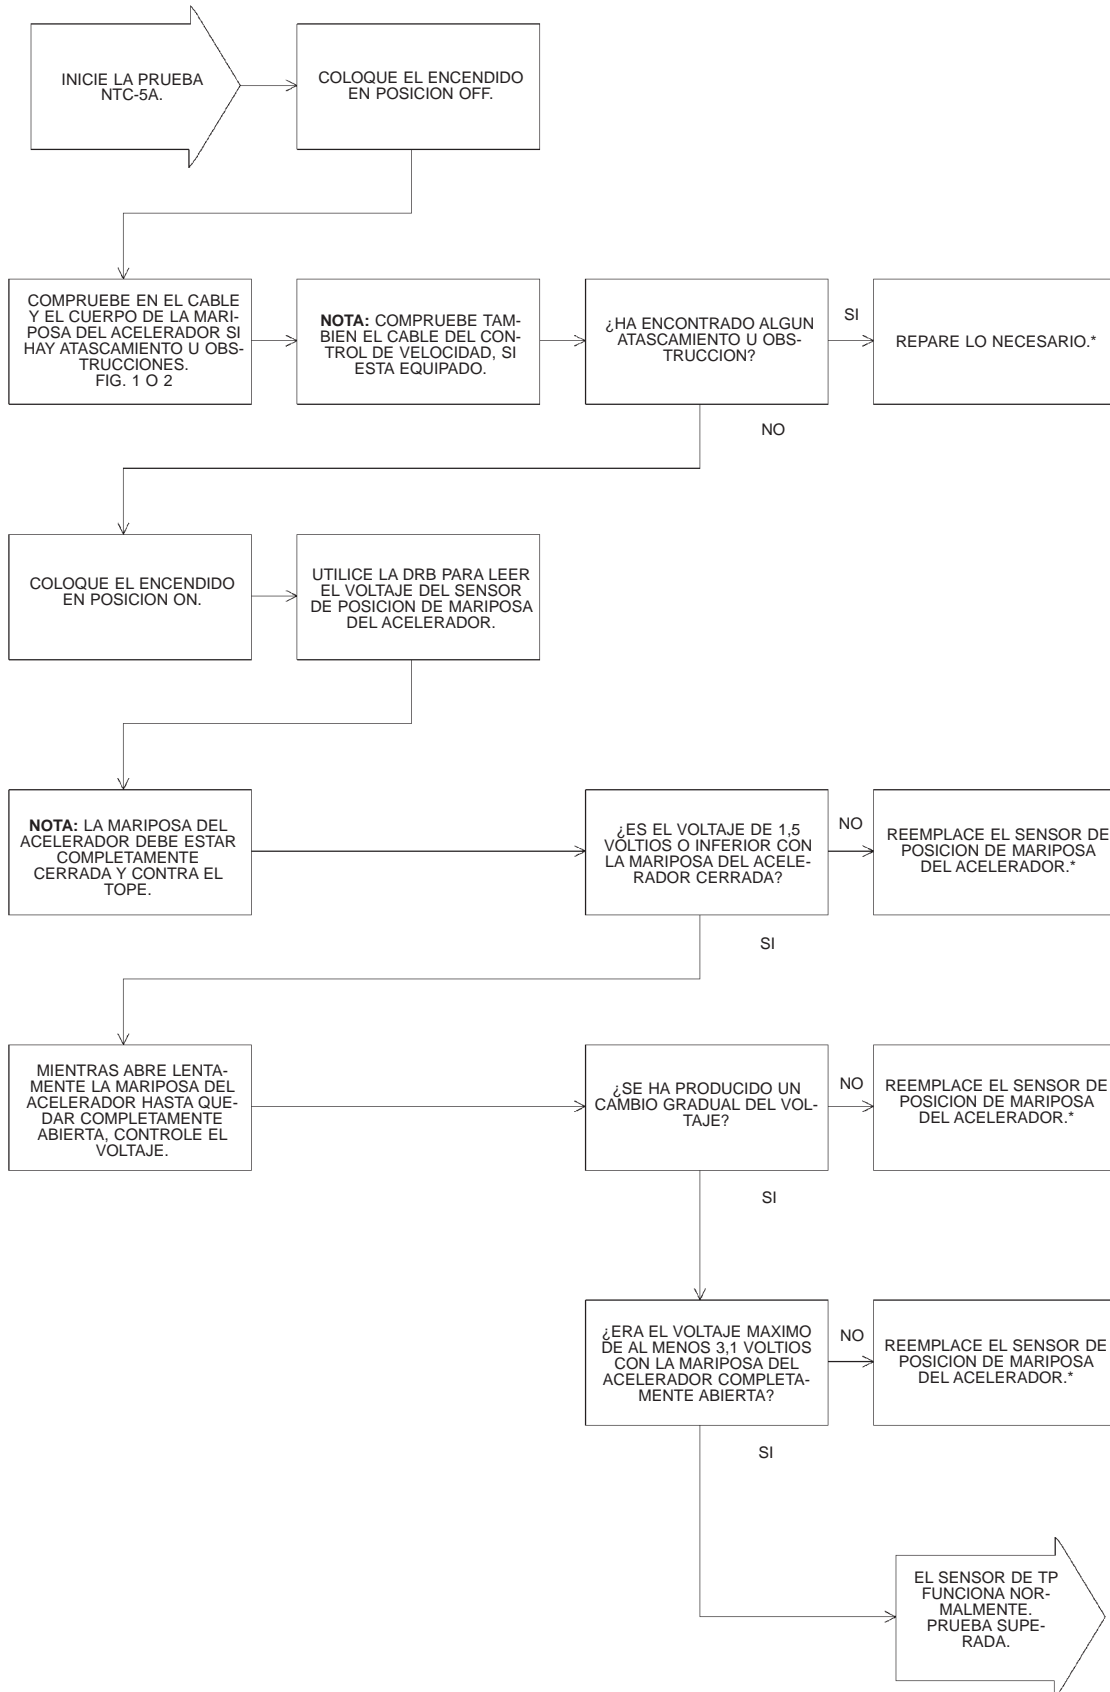 INICIE LA PRUEBA
NTC-5A.
COLOQUE EL ENCENDIDO
EN POSICION OFF.
COMPRUEBE EN EL CABLE
Y EL CUERPO DE LA MARI-
POSA DEL ACELERADOR SI
HAY ATASCAMIENTO U OBS-
TRUCCIONES.
FIG. 1 O 2
NOTA: COMPRUEBE TAM-
BIEN EL CABLE DEL CON-
TROL DE VELOCIDAD, SI
ESTA EQUIPADO.
¿HA ENCONTRADO ALGUN
ATASCAMIENTO U OBS-
TRUCCION?
SI
REPARE LO NECESARIO.*
NO
COLOQUE EL ENCENDIDO
EN POSICION ON.
UTILICE LA DRB PARA LEER
EL VOLTAJE DEL SENSOR
DE POSICION DE MARIPOSA
DEL ACELERADOR.
NOTA: LA MARIPOSA DEL
ACELERADOR DEBE ESTAR
COMPLETAMENTE
CERRADA Y CONTRA EL
TOPE.
¿ES EL VOLTAJE DE 1,5
VOLTIOS O INFERIOR CON
LA MARIPOSA DEL ACELE-
RADOR CERRADA?
NO
REEMPLACE EL SENSOR DE
POSICION DE MARIPOSA
DEL ACELERADOR.*
SI
MIENTRAS ABRE LENTA-
MENTE LA MARIPOSA DEL
ACELERADOR HASTA QUE-
DAR COMPLETAMENTE
ABIERTA, CONTROLE EL
VOLTAJE.
¿SE HA PRODUCIDO UN
CAMBIO GRADUAL DEL VOL-
TAJE?
NO
REEMPLACE EL SENSOR DE
POSICION DE MARIPOSA
DEL ACELERADOR.*
SI
¿ERA EL VOLTAJE MAXIMO
DE AL MENOS 3,1 VOLTIOS
CON LA MARIPOSA DEL
ACELERADOR COMPLETA-
MENTE ABIERTA?
NO
REEMPLACE EL SENSOR DE
POSICION DE MARIPOSA
DEL ACELERADOR.*
SI
EL SENSOR DE TP
FUNCIONA NOR-
MALMENTE.
PRUEBA SUPE-
RADA.